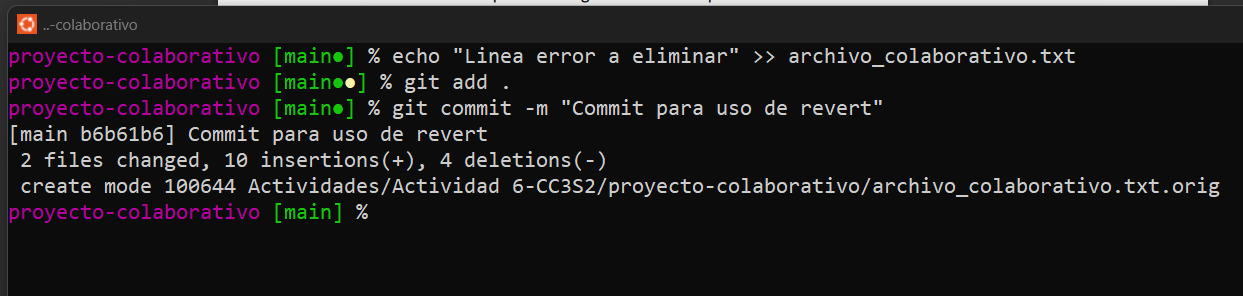 ..-colaborativo
proyecto-colaborativo [main●] % echo "Linea error a eliminar" >> archivo_colaborativo.txt
proyecto-colaborativo [main●●] % git add .
proyecto-colaborativo [main●] % git commit -m "Commit para uso de revert"
[main b6b61b6] Commit para uso de revert
 2 files changed, 10 insertions(+), 4 deletions(-)
 create mode 100644 Actividades/Actividad 6-CC3S2/proyecto-colaborativo/archivo_colaborativo.txt.orig
proyecto-colaborativo [main] %